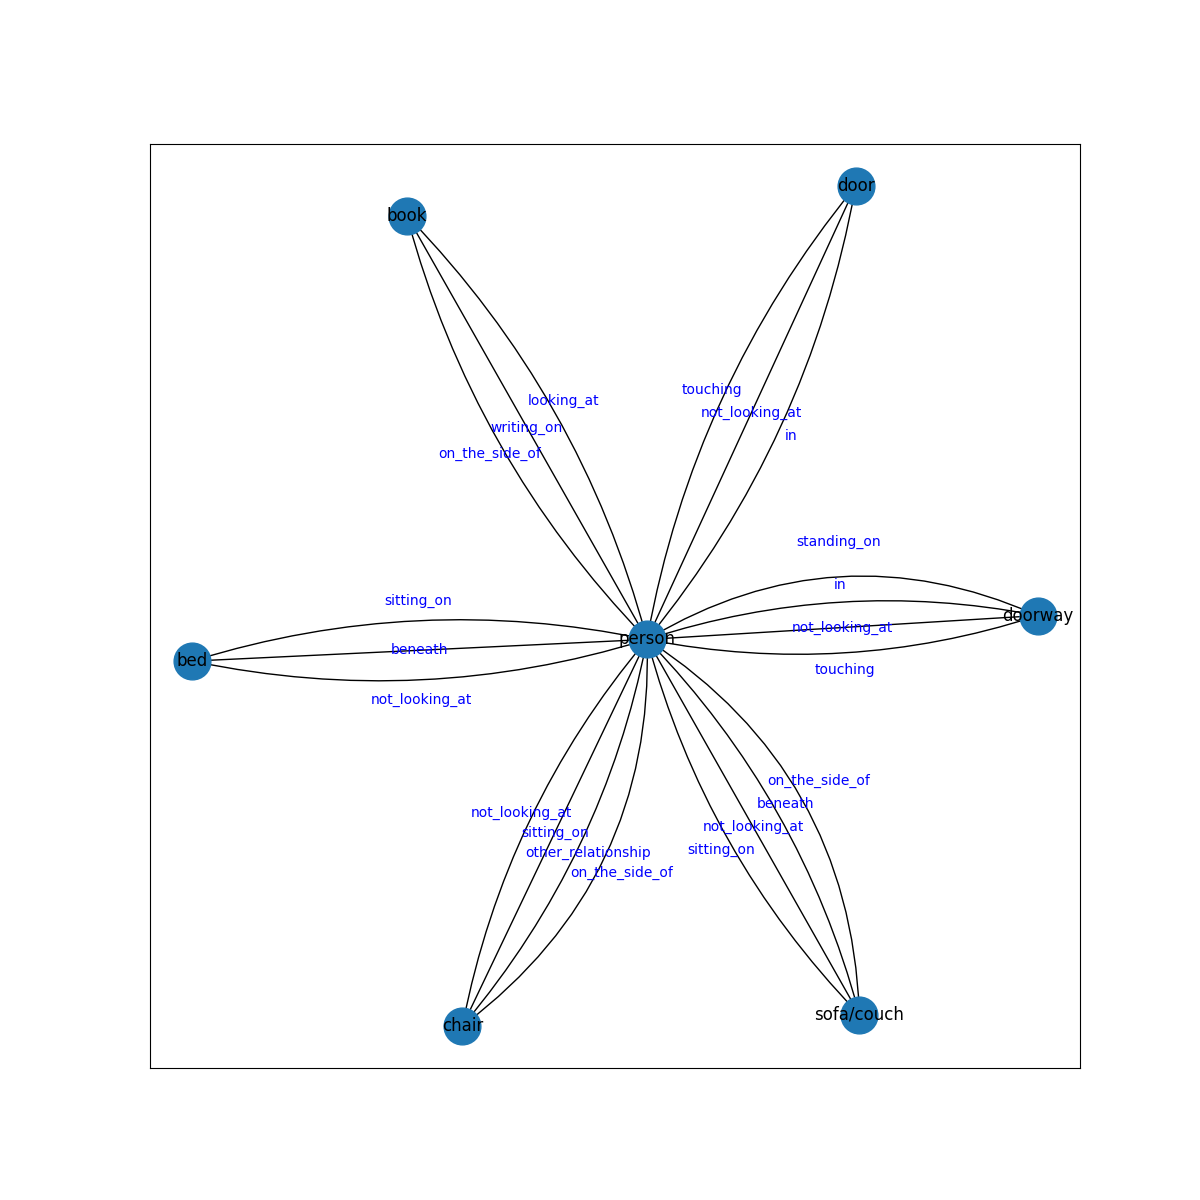 door
book
touching
looking_at
not_looking_at
writing_on
in
on_the_side_of
standing_on
in
sitting_on
doorway
not_looking_at
person
beneath
bed
touching
not_looking_at
on_the_side_of
beneath
not_looking_at
not_looking_at
sitting_on
sitting_on
other_relationship
on_the_side_of
sofa/couch
chair